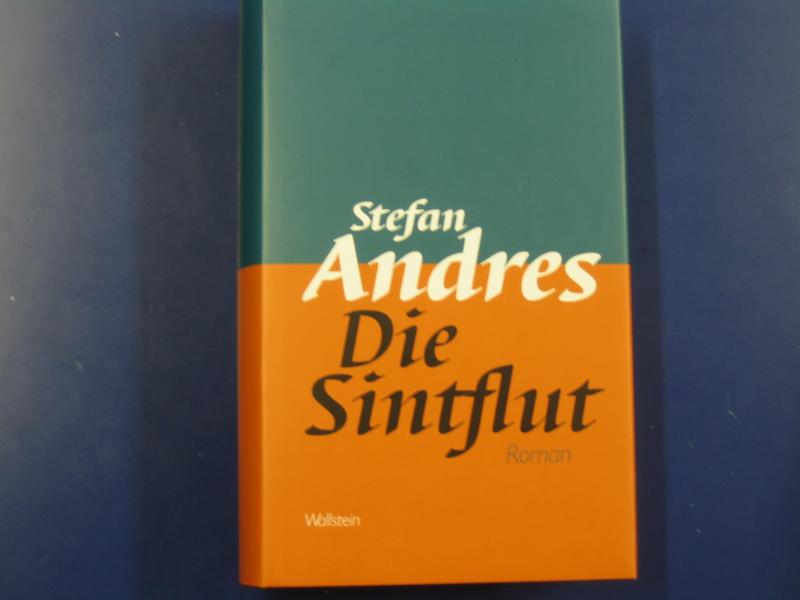 Stefan
Andres
Die
Sintflut
Roman
Wallstein